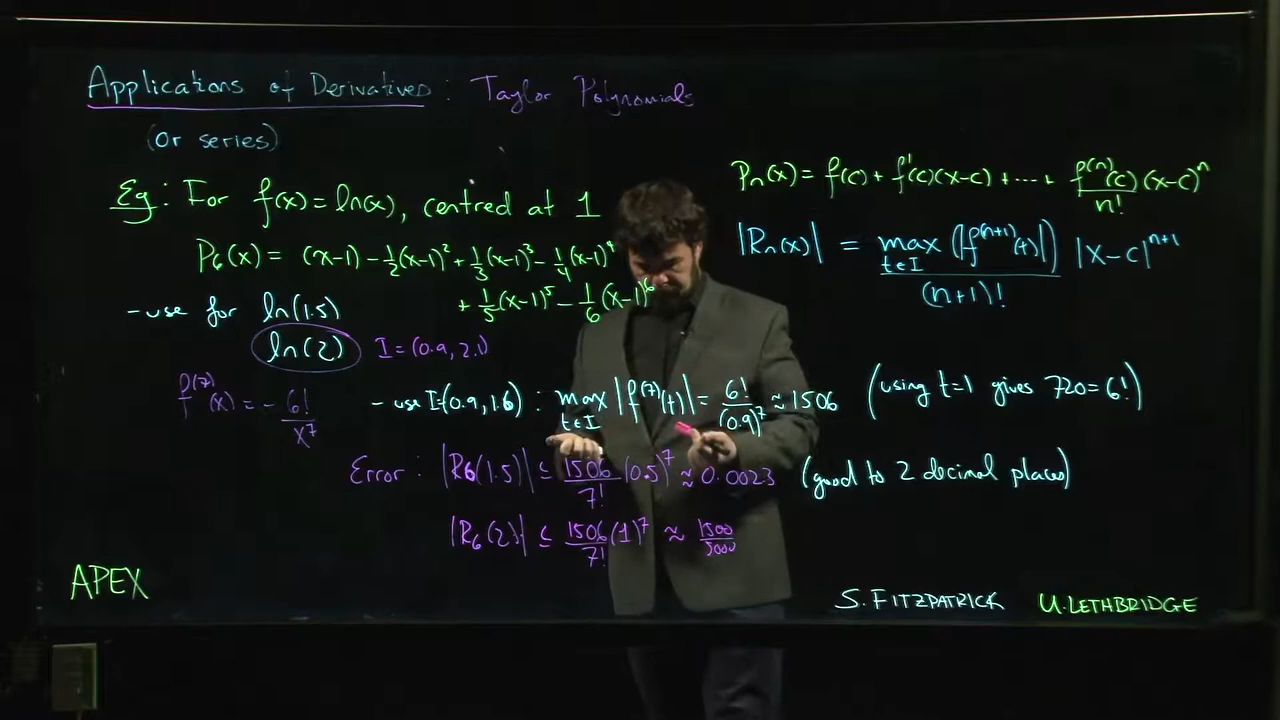 Applications of Derivatives : Taylor Polynomials
(Or series)
Eg : For f(x) = ln(x), centred at 1
P₆(x) = (x-1) - 1/2(x-1)² + 1/3(x-1)³ - 1/4(x-1)⁴
+ 1/5(x-1)⁵ - 1/6(x-1)⁶
- use for ln(1.5)
ln(2) I = (0.9, 2.1)
Pₙ(x) = f(c) + f'(c)(x-c) + ···· + f⁽ⁿ⁾(c)/n! (x-c)ⁿ
|Rₙ(x)| = max t∈I (|f⁽ⁿ⁺¹⁾(t)|)/(n+1)! |x-c|ⁿ⁺¹
f⁽⁷⁾(x) = - 6!/x⁷
- use I=(0.9, 1.6) : max t∈I |f⁽⁷⁾(t)| = 6!/(0.9)⁷ ≈ 1506 (using t=1 gives 720=6!)
Error : |R₆(1.5)| ≤ 1506/7! (0.5)⁷ ≈ 0.0023 (good to 2 decimal places)
|R₆(2)| ≤ 1506/7! (1)⁷ ≈ 1500/5000
APEX
S. FITZPATRICK U. LETHBRIDGE